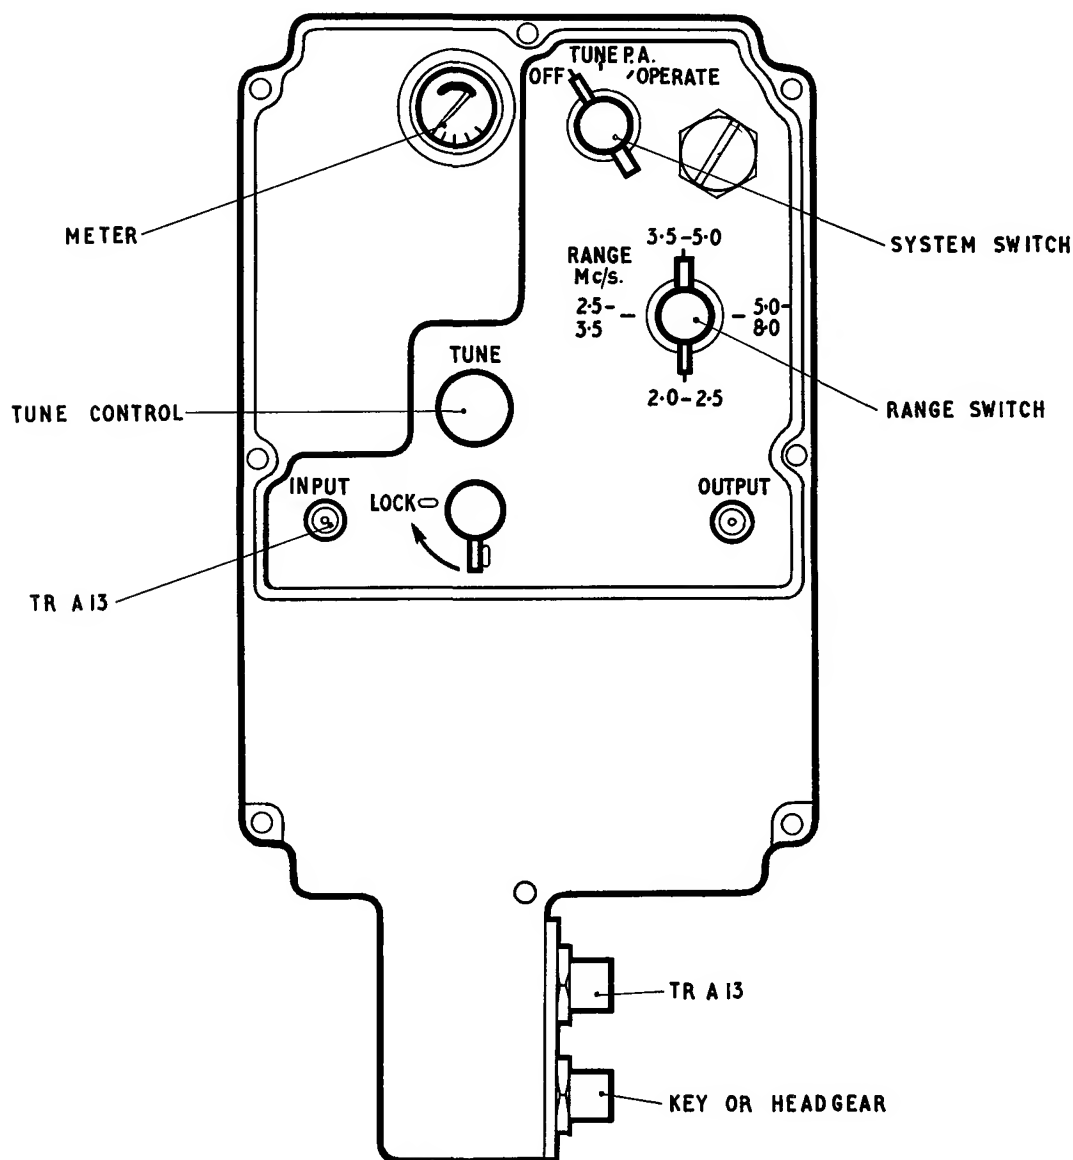 TUNE P.A.
OFF
OPERATE
METER
SYSTEM SWITCH
3·5-5·0
RANGE
Mc/s.
2·5-
3·5
5·0-
8·0
2·0-2·5
TUNE
TUNE CONTROL
RANGE SWITCH
INPUT
LOCK
OUTPUT
TR A13
TR A13
KEY OR HEADGEAR